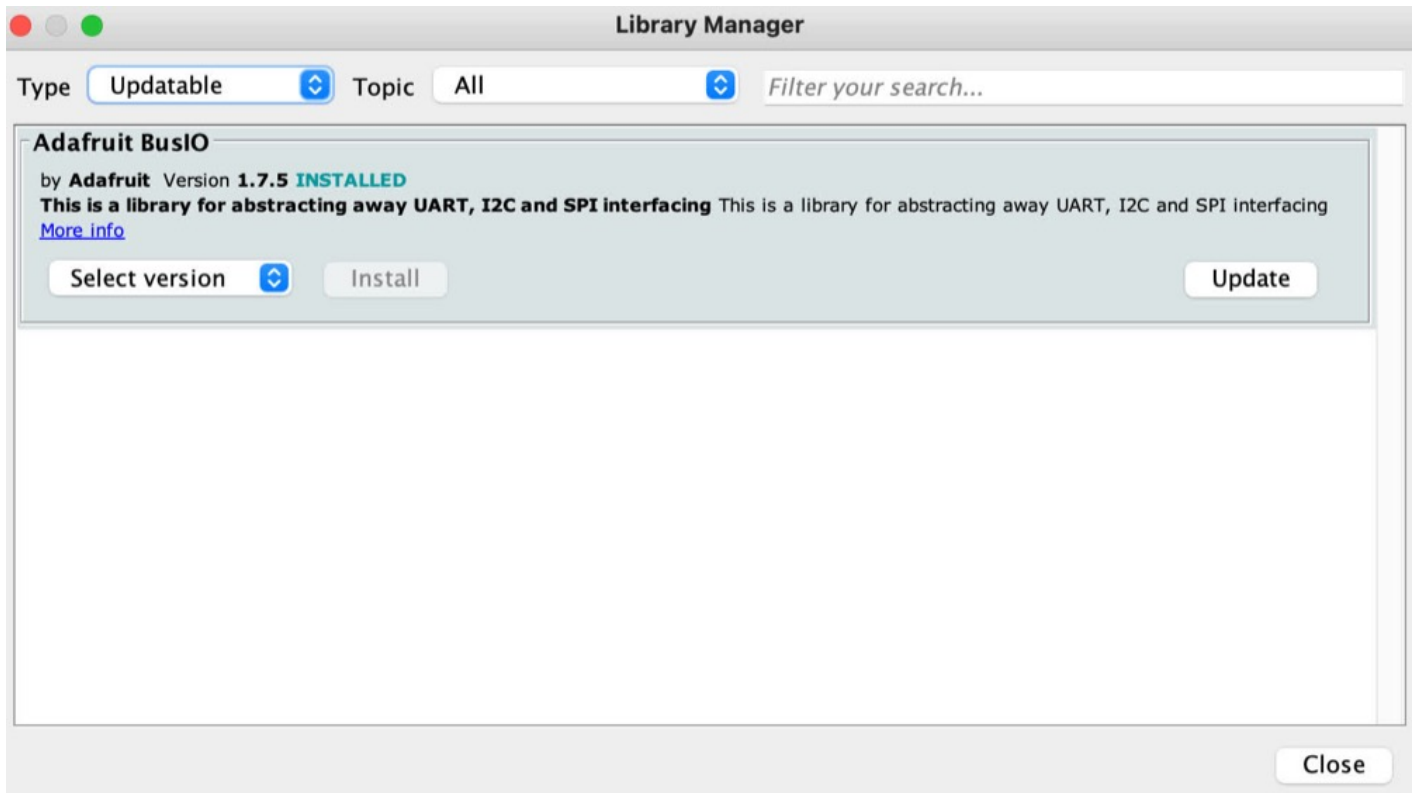 Library Manager
Type Updatable Topic All Filter your search...
Adafruit BusIO
by Adafruit Version 1.7.5 INSTALLED
This is a library for abstracting away UART, I2C and SPI interfacing This is a library for abstracting away UART, I2C and SPI interfacing
More info
Select version Install Update
Close